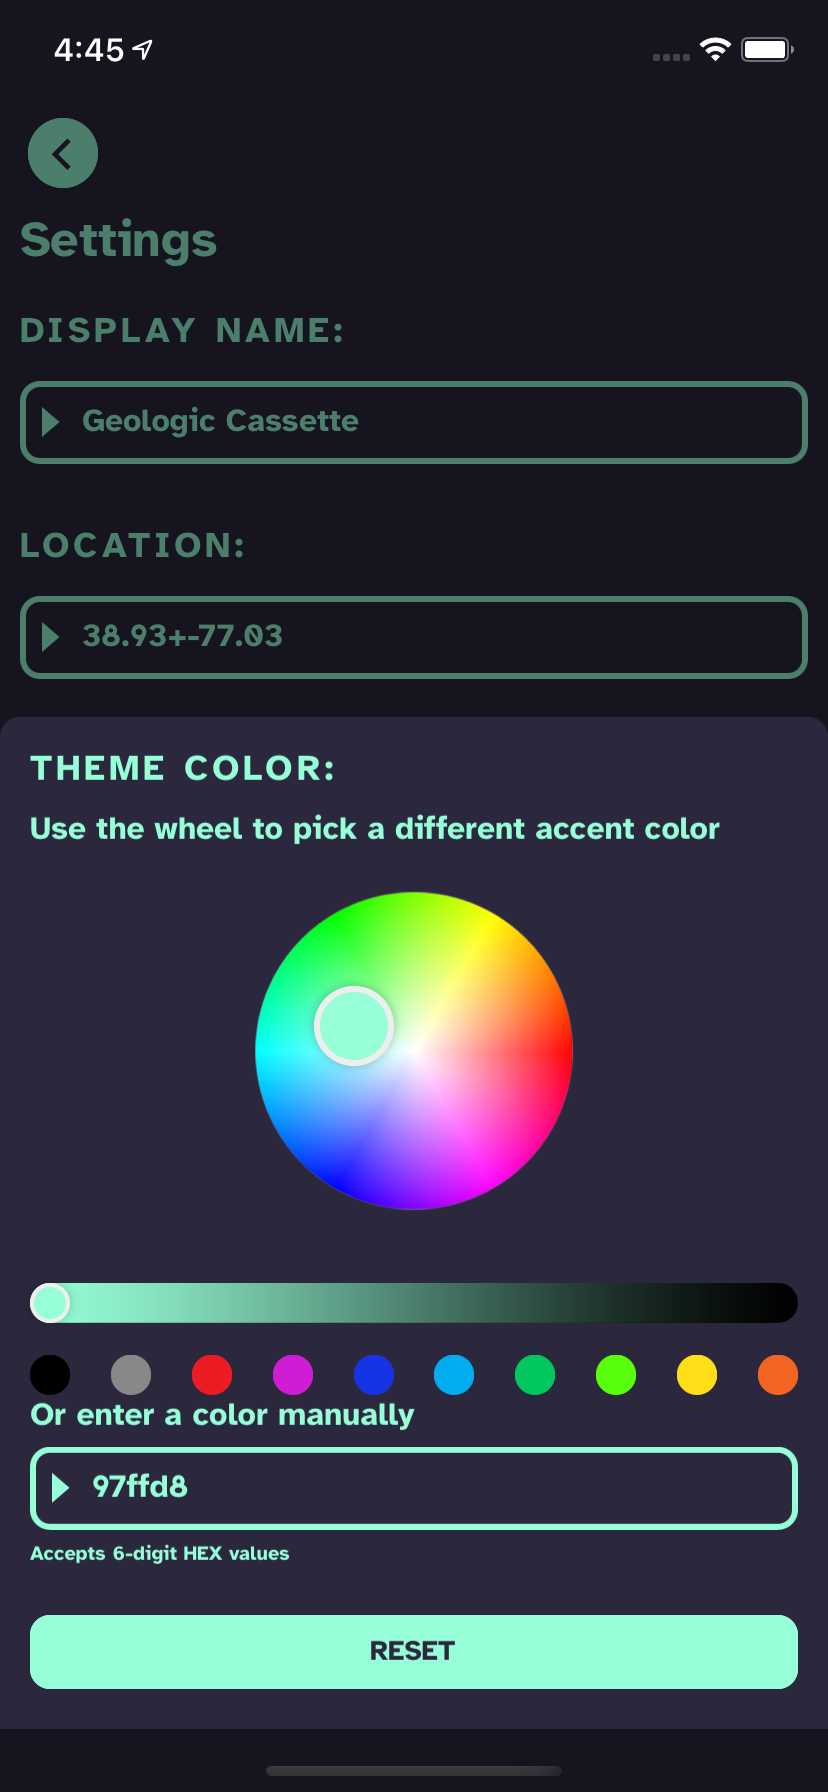 4:45
Settings
DISPLAY NAME:
Geologic Cassette
LOCATION:
38.93+-77.03
THEME COLOR:
Use the wheel to pick a different accent color
Or enter a color manually
97ffd8
Accepts 6-digit HEX values
RESET